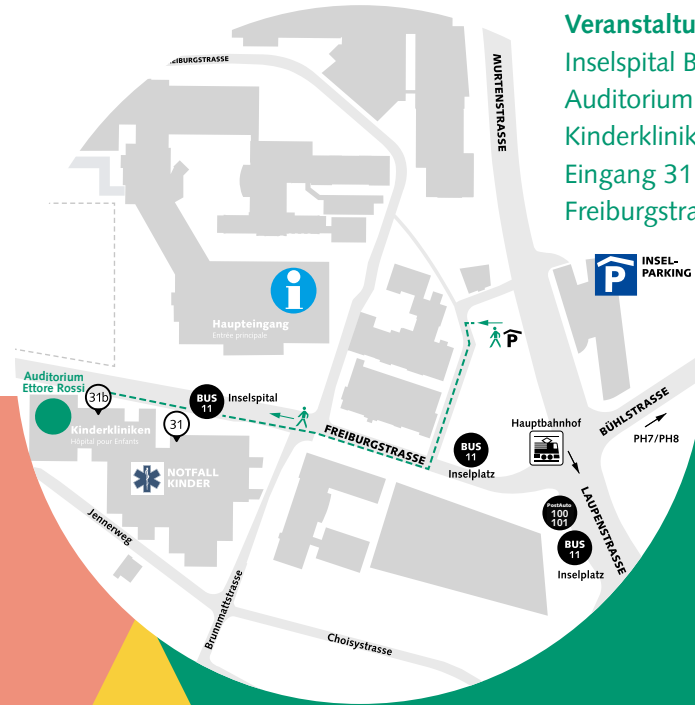 Veranstaltu
Inselspital B
Auditorium
Kinderklinik
Eingang 31
Freiburgstra
EIBURGSTRASSE
MURTENSTRASSE
P
INSEL-
PARKING
i
Haupteingang
Entrée principale
P
Auditorium
Ettore Rossi
31b
BUS
11
Inselspital
31
Kinderkliniken
Hôpital pour Enfants
FREIBURGSTRASSE
NOTFALL
KINDER
BUS
11
Inselplatz
Hauptbahnhof
BÜHLSTRASSE
PH7/PH8
LAUPENSTRASSE
PostAuto
100
101
BUS
11
Inselplatz
Jennerweg
Brunnmattstrasse
Choisystrasse